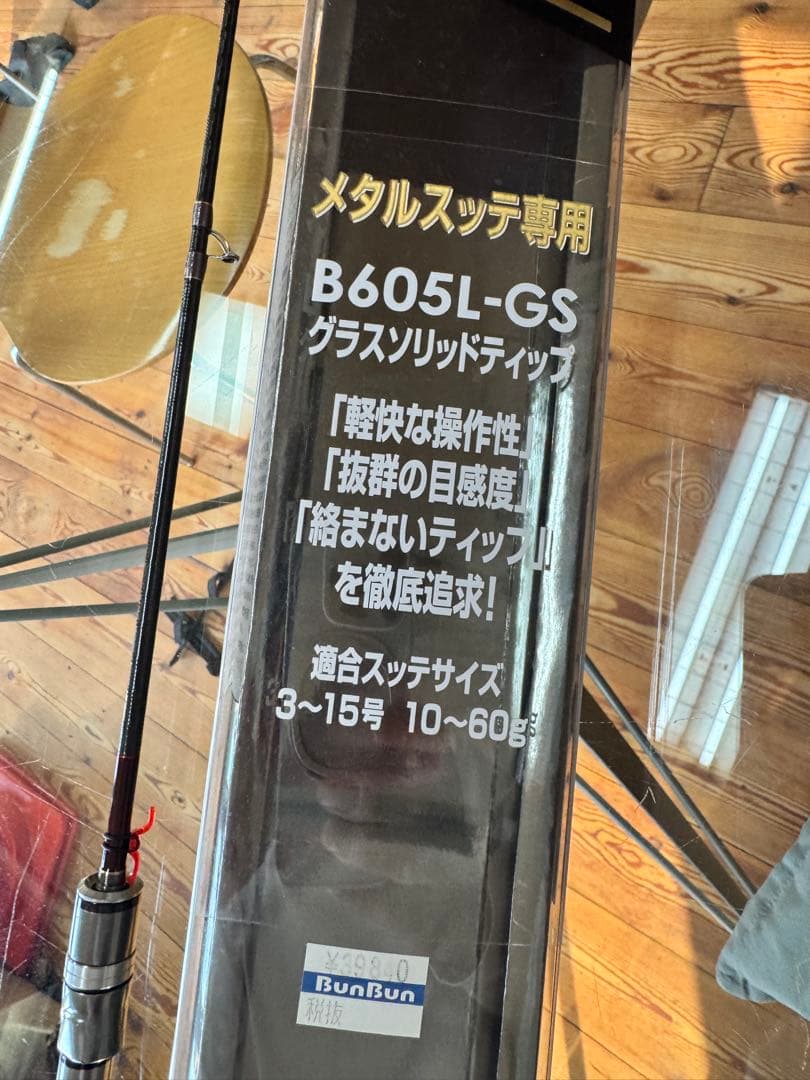 メタルスッテ専用
B605L-GS
グラスソリッドティップ
「軽快な操作性」
「抜群の目感度」
「絡まないティップ」
を徹底追求!
適合スッテサイズ
3〜15号 10〜60g
¥39840
BunBun
税抜